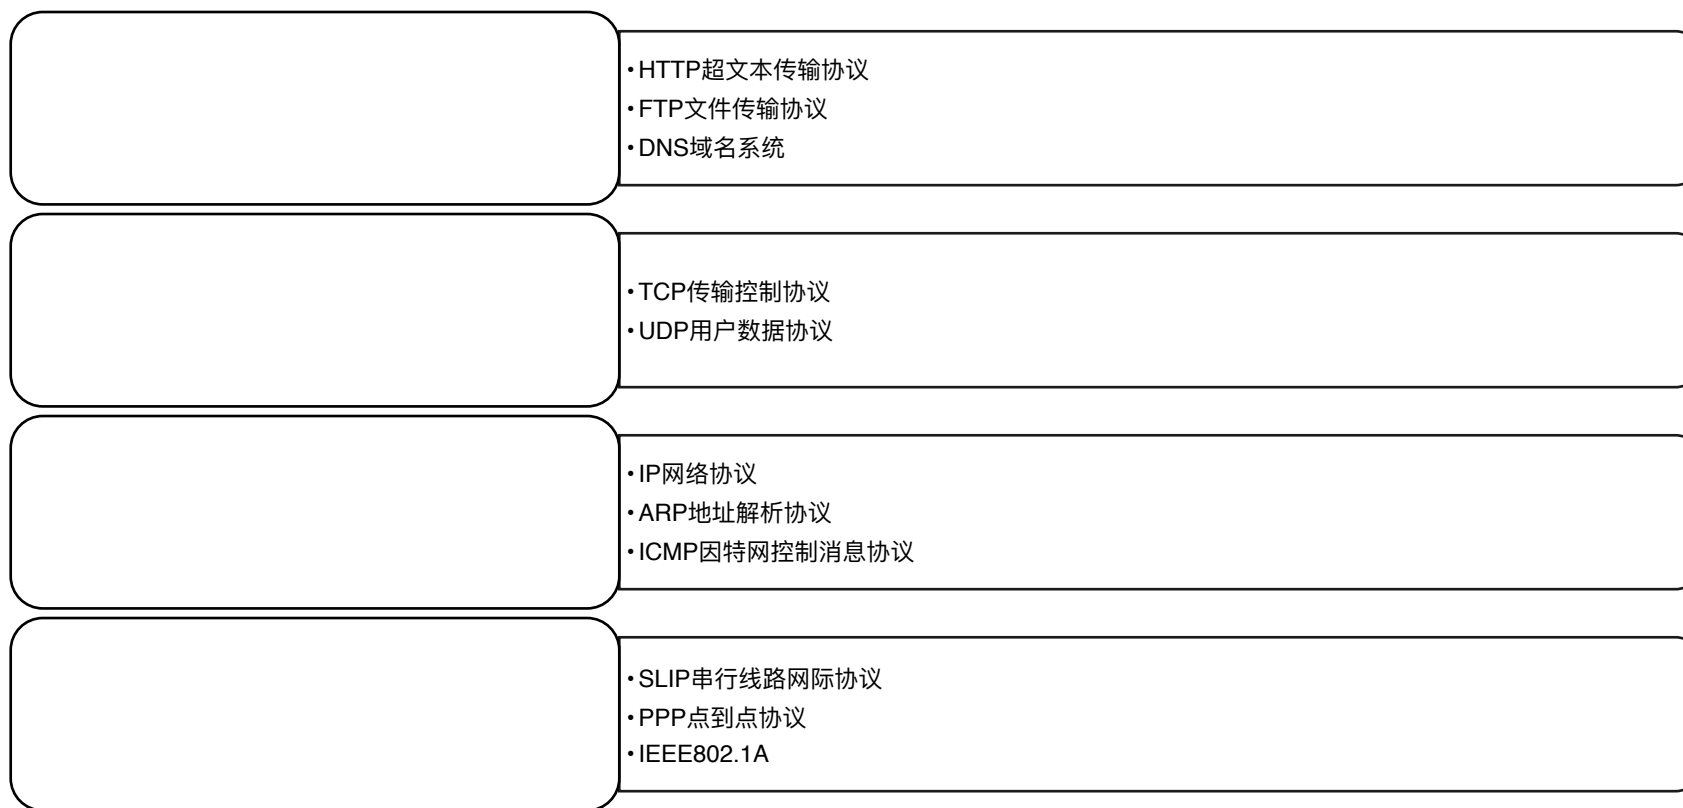 •HTTP超文本传输协议
•FTP文件传输协议
•DNS域名系统
•TCP传输控制协议
•UDP用户数据协议
•IP网络协议
•ARP地址解析协议
•ICMP因特网控制消息协议
•SLIP串行线路网际协议
•PPP点到点协议
•IEEE802.1A